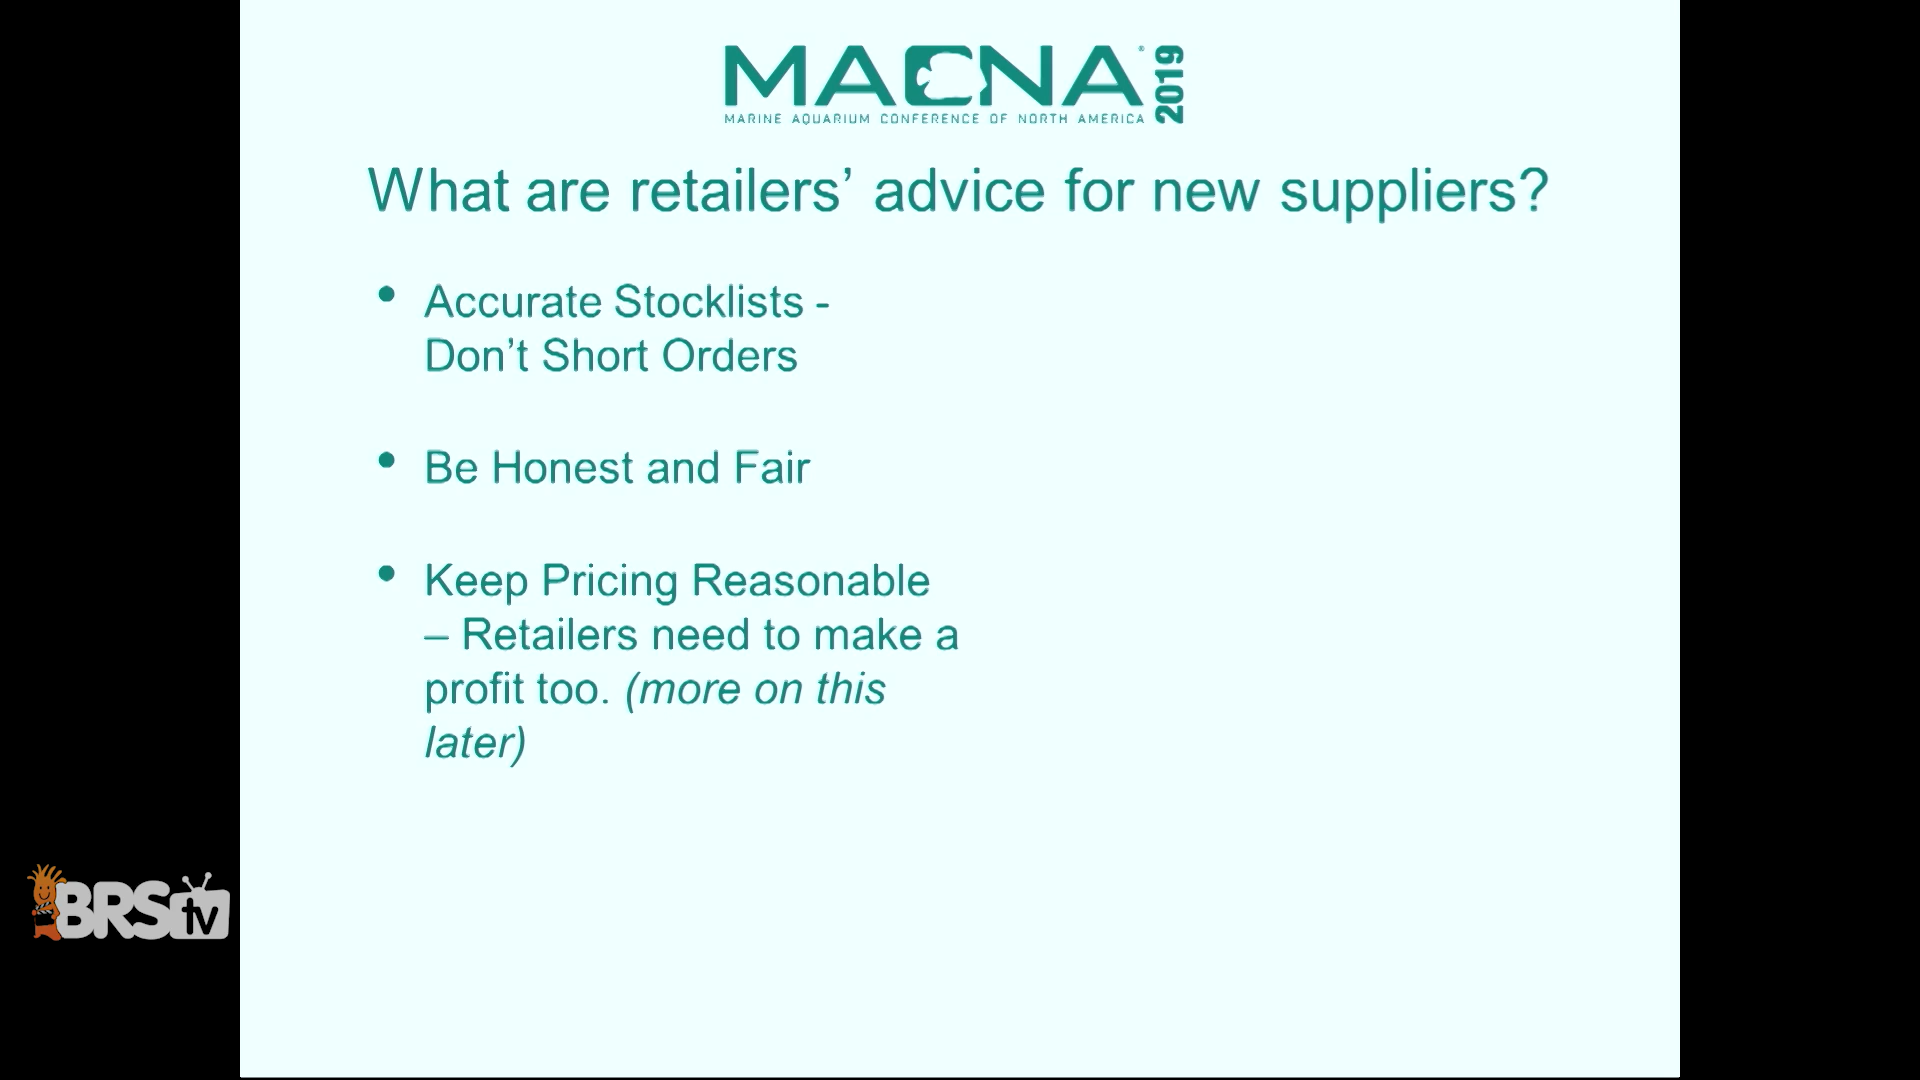 MACNA® 2019
MARINE AQUARIUM CONFERENCE OF NORTH AMERICA
What are retailers’ advice for new suppliers?
• Accurate Stocklists -
Don’t Short Orders
• Be Honest and Fair
• Keep Pricing Reasonable
– Retailers need to make a
profit too. (more on this
later)
BRStv